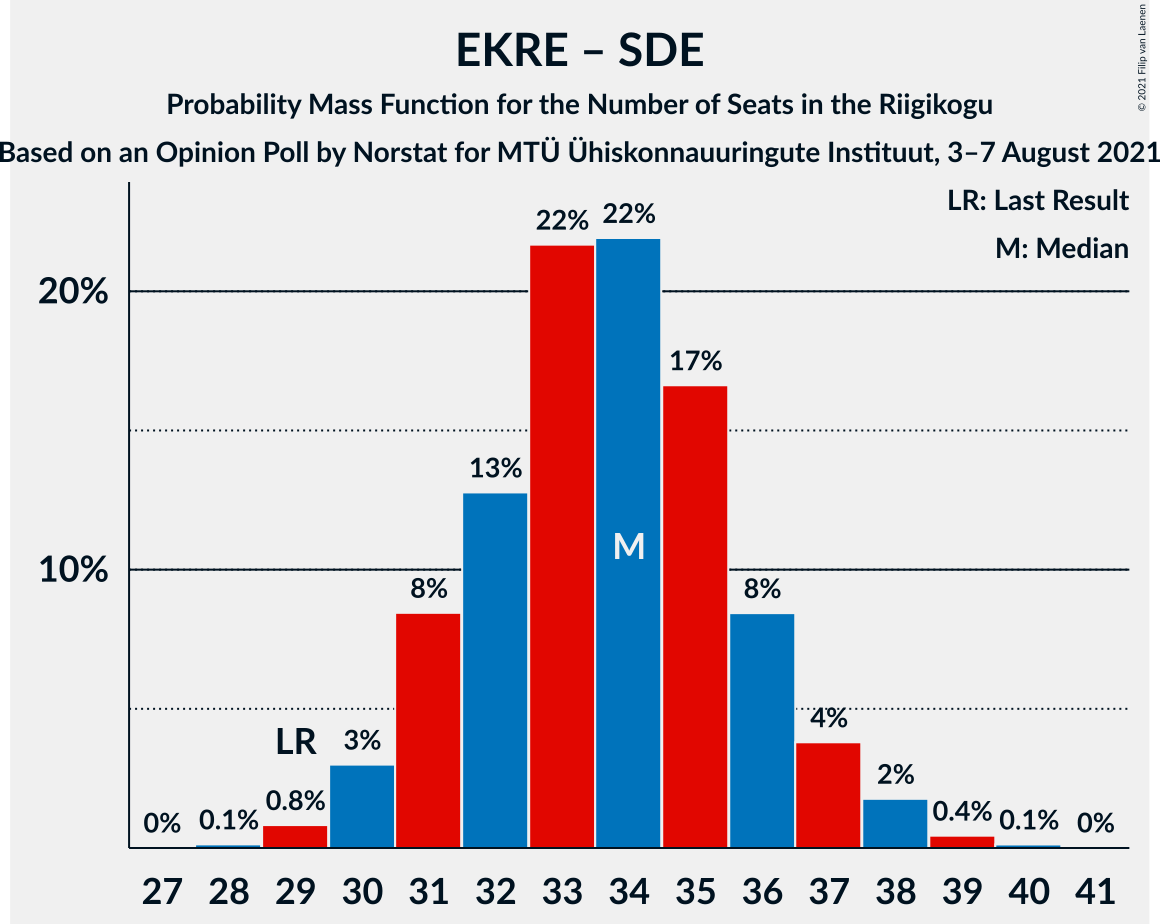 © 2021 Filip van Laenen
EKRE – SDE
Probability Mass Function for the Number of Seats in the Riigikogu
Based on an Opinion Poll by Norstat for MTÜ Ühiskonnauuringute Instituut, 3–7 August 2021
LR: Last Result
M: Median
20%
10%
0%
0.1%
0.8%
LR
3%
8%
13%
22%
22%
M
17%
8%
4%
2%
0.4%
0.1%
0%
27 28 29 30 31 32 33 34 35 36 37 38 39 40 41